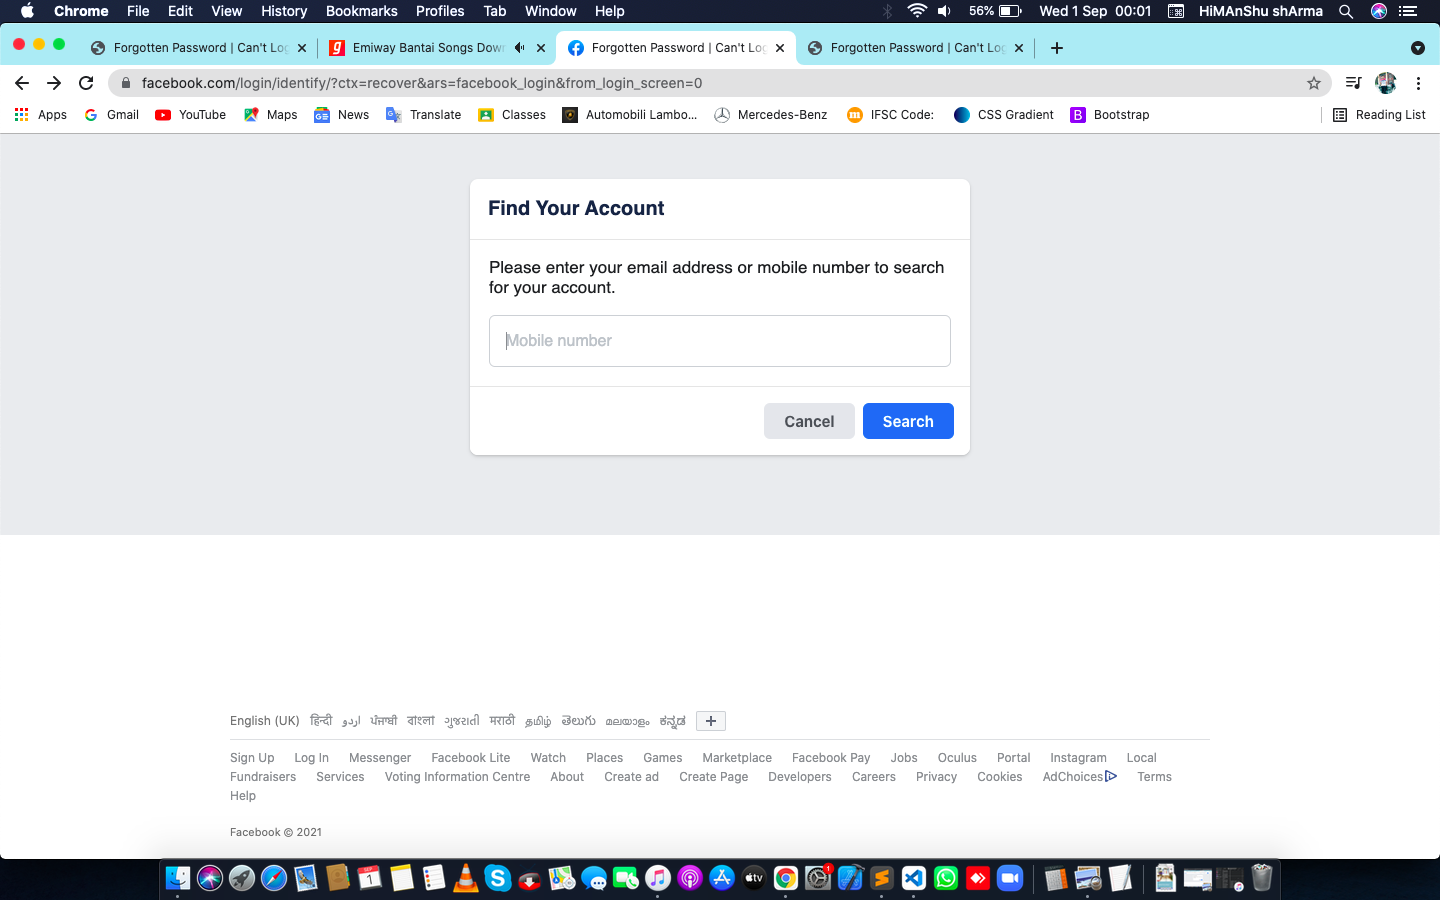 Chrome File Edit View History Bookmarks Profiles Tab Window Help 56% Wed 1 Sep 00:01 HiMAnShu shArma
Forgotten Password | Can't Log Emiway Bantai Songs Down Forgotten Password | Can't Log Forgotten Password | Can't Log
facebook.com/login/identify/?ctx=recover&ars=facebook_login&from_login_screen=0
Apps Gmail YouTube Maps News Translate Classes Automobili Lambo... Mercedes-Benz IFSC Code: CSS Gradient Bootstrap Reading List
Find Your Account
Please enter your email address or mobile number to search
for your account.
Mobile number
Cancel Search
English (UK) हिन्दी اردو ਪੰਜਾਬੀ বাংলা ગુજરાતી मराठी தமிழ் తెలుగు മലയാളം ಕನ್ನಡ
Sign Up Log In Messenger Facebook Lite Watch Places Games Marketplace Facebook Pay Jobs Oculus Portal Instagram Local
Fundraisers Services Voting Information Centre About Create ad Create Page Developers Careers Privacy Cookies AdChoices Terms
Help
Facebook © 2021
1 tv 1